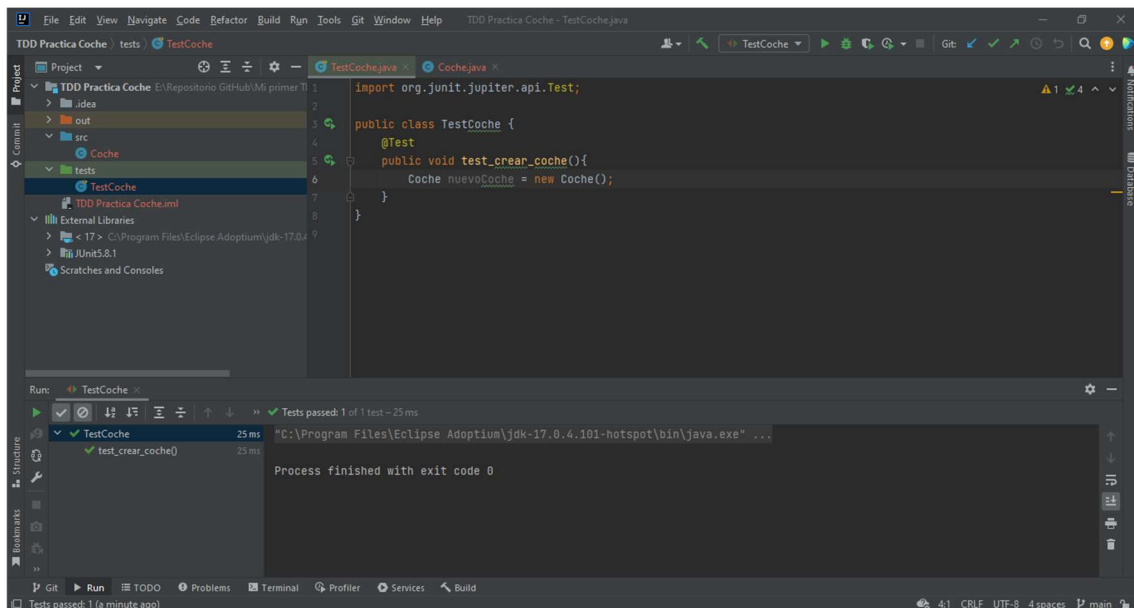 File Edit View Navigate Code Refactor Build Run Tools Git Window Help TDD Practica Coche - TestCoche.java
TDD Practica Coche tests TestCoche
TestCoche
Git:
Project
TestCoche.java
Coche.java
TDD Practica Coche E:\Repositorio GitHub\Mi primer T
.idea
out
src
Coche
tests
TestCoche
TDD Practica Coche.iml
External Libraries
< 17 > C:\Program Files\Eclipse Adoptium\jdk-17.0.4
JUnit5.8.1
Scratches and Consoles
1 import org.junit.jupiter.api.Test;
2
3 public class TestCoche {
4 @Test
5 public void test_crear_coche(){
6 Coche nuevoCoche = new Coche();
7 }
8 }
9
1 4
Project
Commit
Structure
Bookmarks
Notifications
Database
Run: TestCoche
Tests passed: 1 of 1 test – 25 ms
TestCoche 25 ms
test_crear_coche() 25 ms
"C:\Program Files\Eclipse Adoptium\jdk-17.0.4.101-hotspot\bin\java.exe" ...
Process finished with exit code 0
Git Run TODO Problems Terminal Profiler Services Build
Tests passed: 1 (a minute ago)
4:1 CRLF UTF-8 4 spaces main